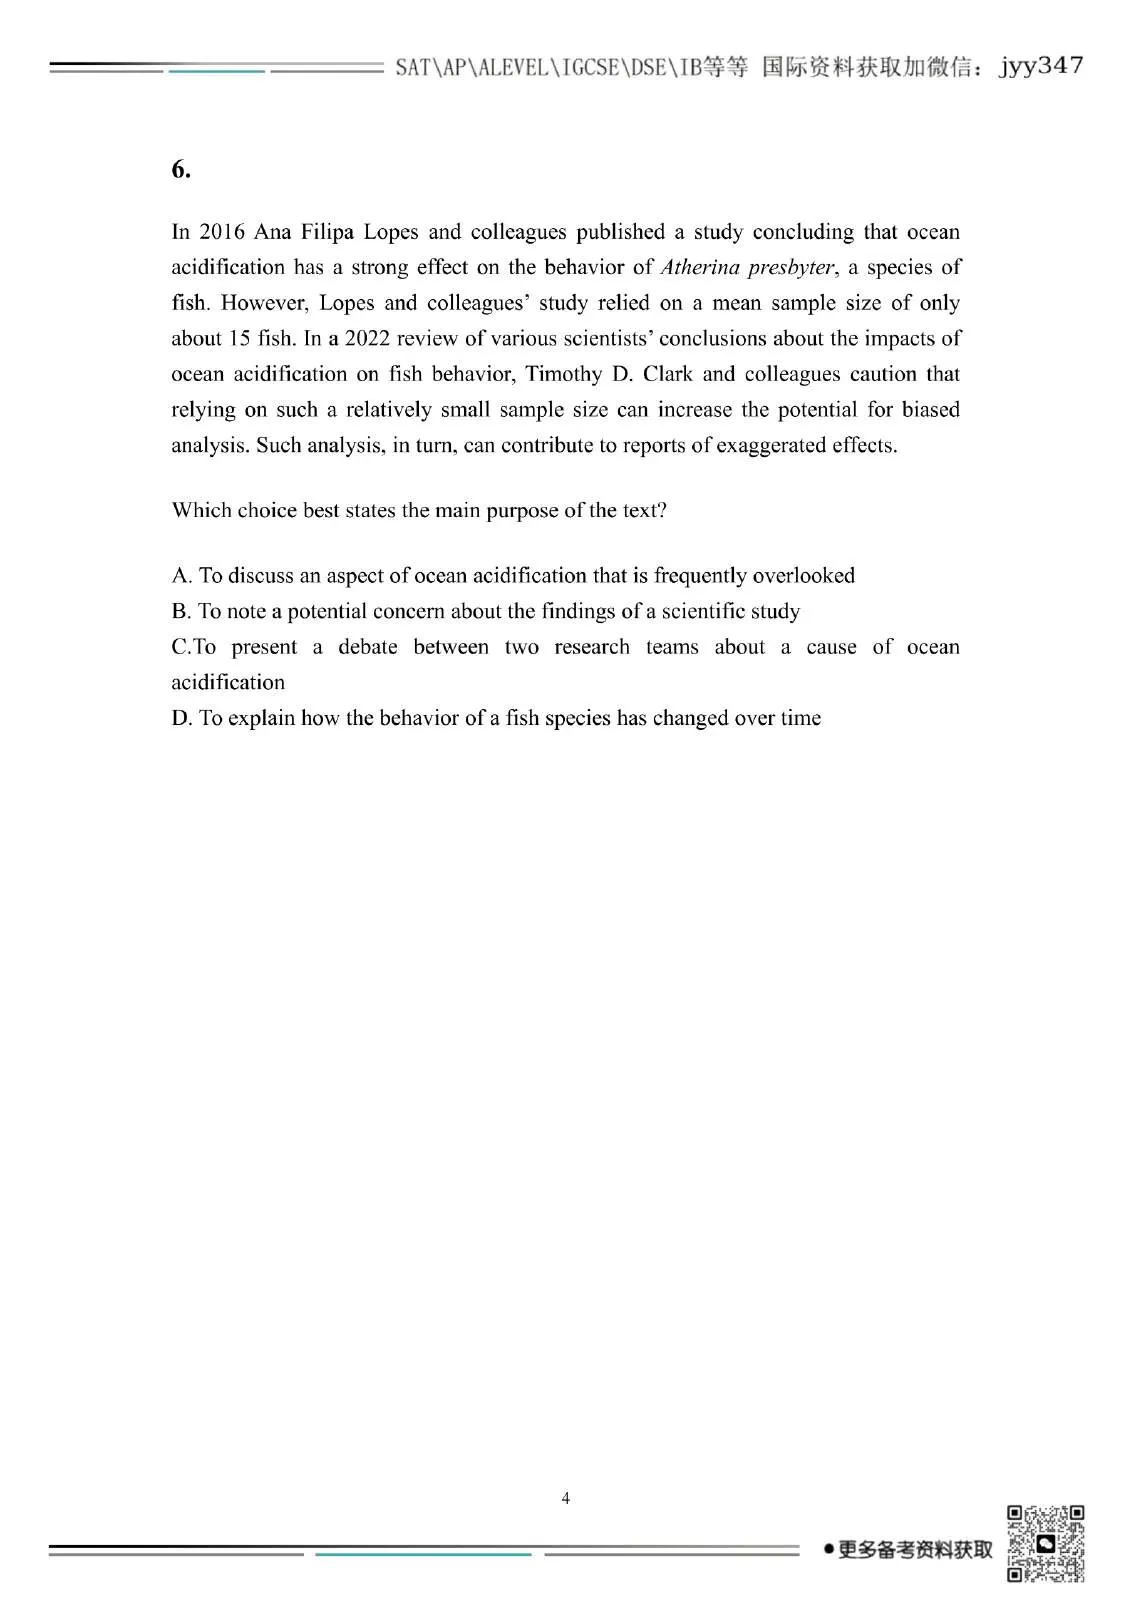 SAT\AP\ALEVEL\IGCSE\DSE\IB等等 国际资料获取加微信：jyy347
6.
In 2016 Ana Filipa Lopes and colleagues published a study concluding that ocean
acidification has a strong effect on the behavior of Atherina presbyter, a species of
fish. However, Lopes and colleagues’ study relied on a mean sample size of only
about 15 fish. In a 2022 review of various scientists’ conclusions about the impacts of
ocean acidification on fish behavior, Timothy D. Clark and colleagues caution that
relying on such a relatively small sample size can increase the potential for biased
analysis. Such analysis, in turn, can contribute to reports of exaggerated effects.
Which choice best states the main purpose of the text?
A. To discuss an aspect of ocean acidification that is frequently overlooked
B. To note a potential concern about the findings of a scientific study
C.To present a debate between two research teams about a cause of ocean
acidification
D. To explain how the behavior of a fish species has changed over time
4
●更多备考资料获取